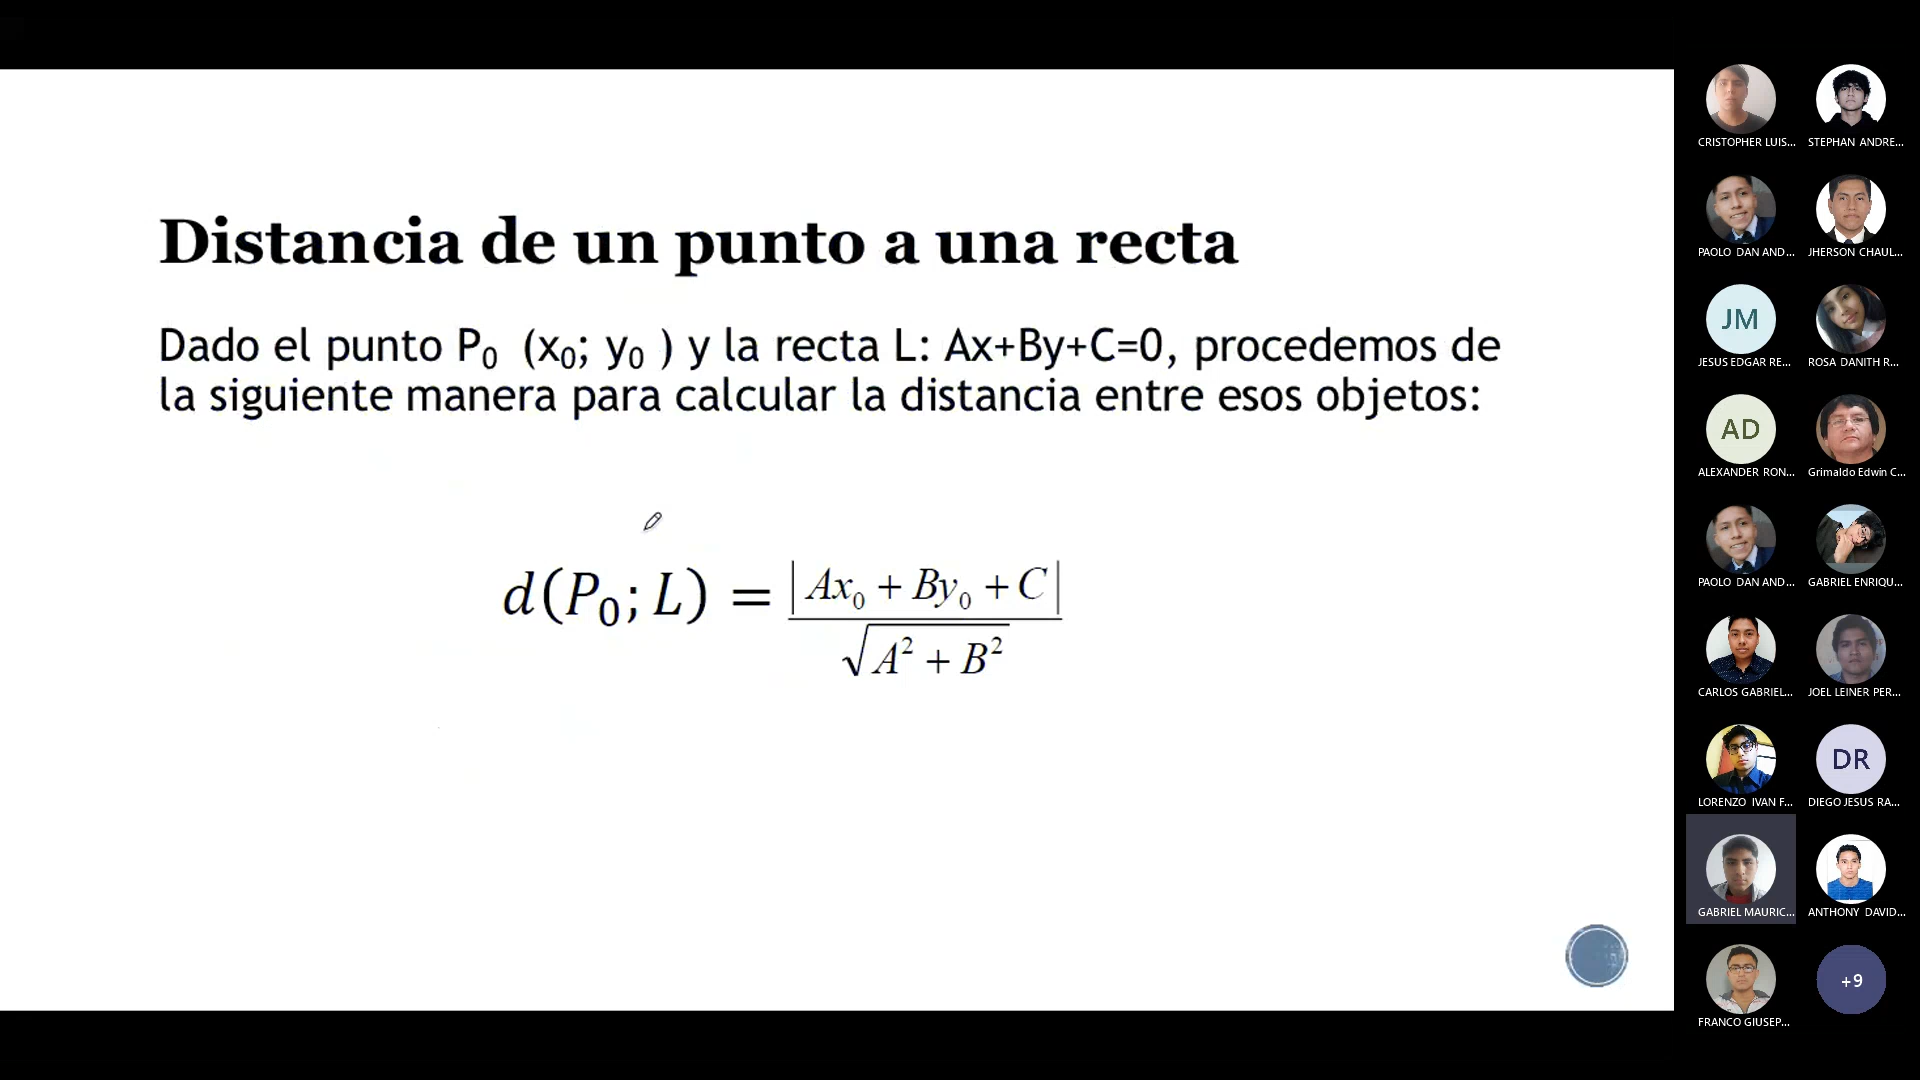 Distancia de un punto a una recta
Dado el punto P₀ (x₀; y₀ ) y la recta L: Ax+By+C=0, procedemos de
la siguiente manera para calcular la distancia entre esos objetos:
d(P₀; L) = |Ax₀ + By₀ + C| / √(A² + B²)
CRISTOPHER LUIS...
STEPHAN ANDRE...
PAOLO DAN AND...
JHERSON CHAUL...
JM
JESUS EDGAR RE...
ROSA DANITH R...
AD
ALEXANDER RON...
Grimaldo Edwin C...
PAOLO DAN AND...
GABRIEL ENRIQU...
CARLOS GABRIEL...
JOEL LEINER PER...
LORENZO IVAN F...
DR
DIEGO JESUS RA...
GABRIEL MAURIC...
ANTHONY DAVID...
FRANCO GIUSEP...
+9